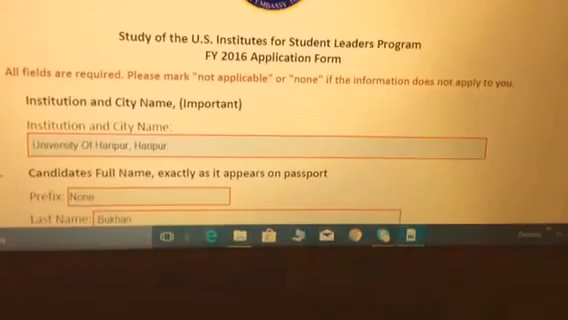 EMBASSY
Study of the U.S. Institutes for Student Leaders Program
FY 2016 Application Form
All fields are required. Please mark "not applicable" or "none" if the information does not apply to you.
Institution and City Name, (Important)
Institution and City Name:
University Of Haripur, Haripur
Candidates Full Name, exactly as it appears on passport
Prefix: None
Last Name: Bukhari